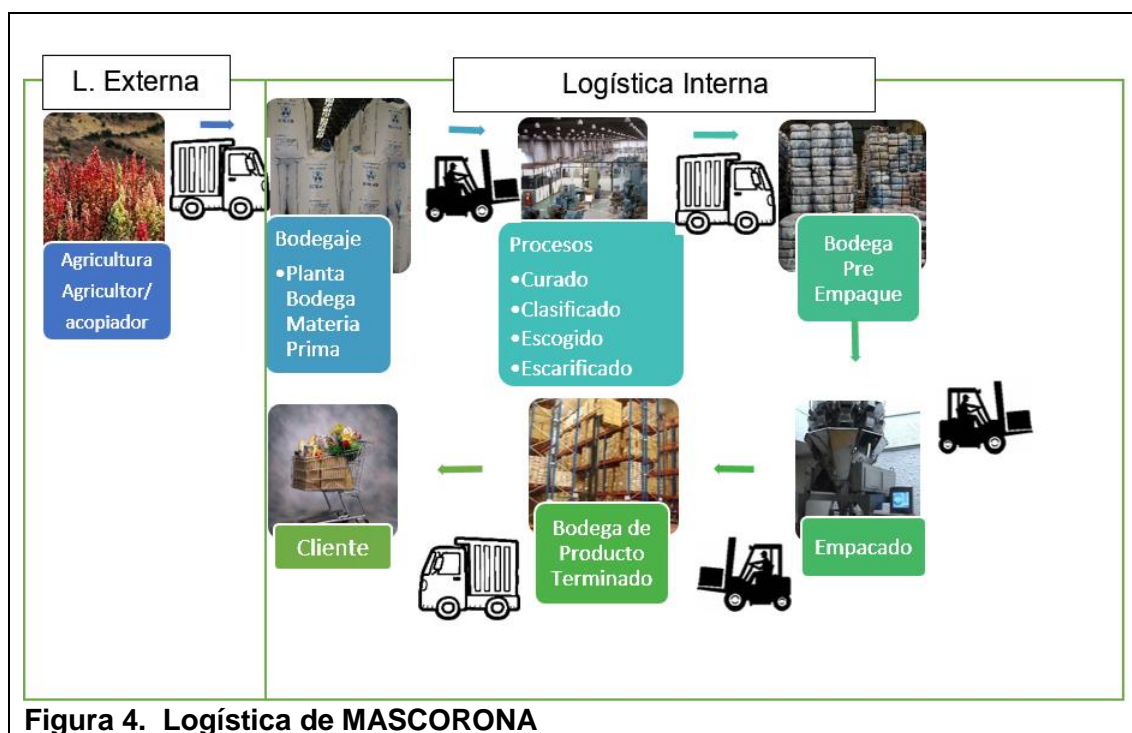 L. Externa
Logística Interna
Agricultura
Agricultor/
acopiador
Bodegaje
•Planta
Bodega
Materia
Prima
Procesos
•Curado
•Clasificado
•Escogido
•Escarificado
Bodega
Pre
Empaque
Cliente
Bodega de
Producto
Terminado
Empacado
Figura 4.  Logística de MASCORONA